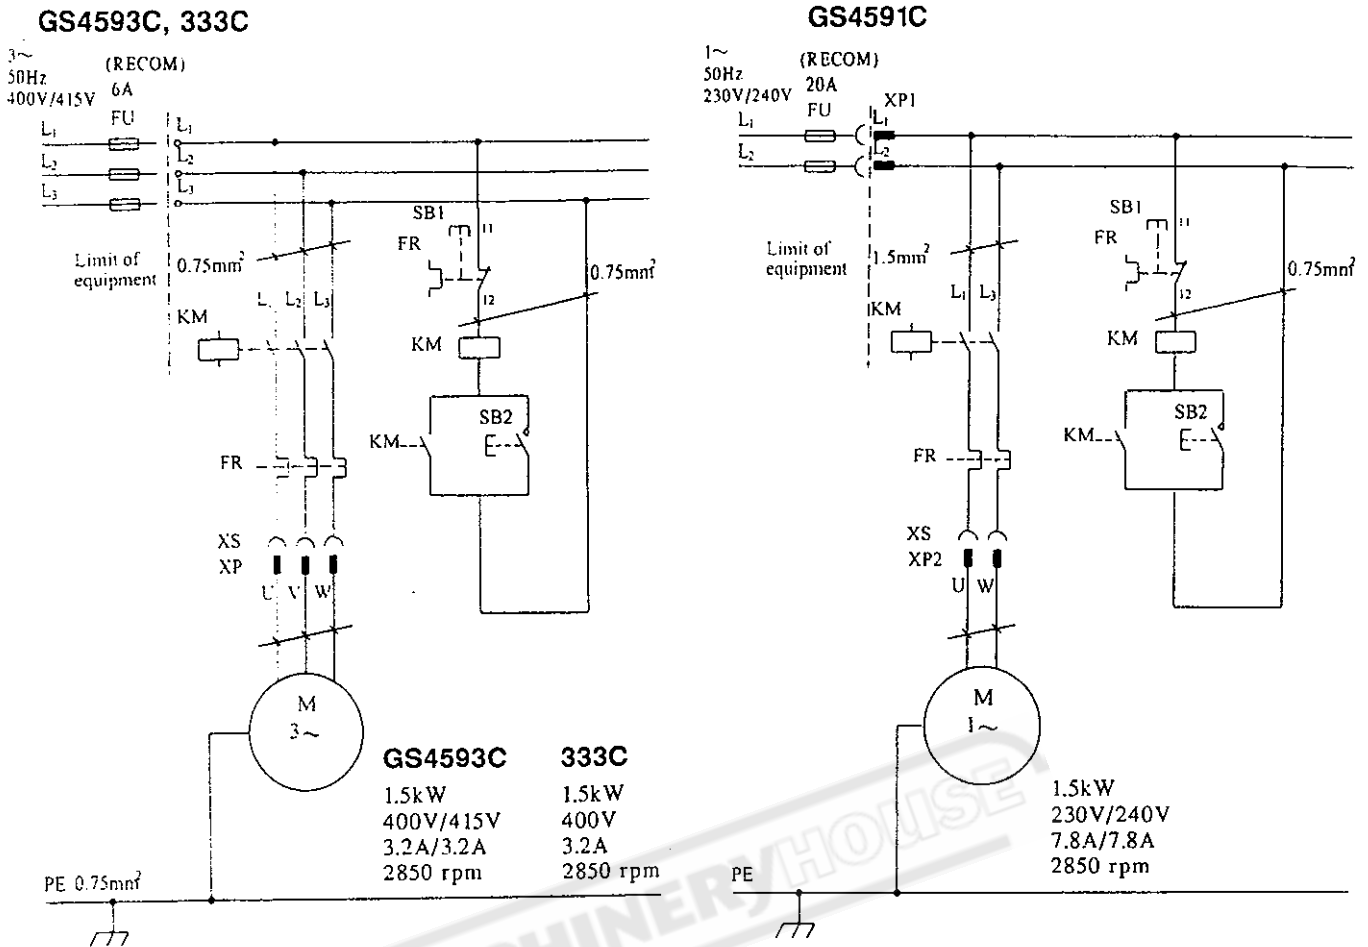 GS4593C, 333C
3~
50Hz
400V/415V
(RECOM)
6A
FU
L1
L2
L3
L1
L2
L3
Limit of
equipment
0.75mm²
L2
L3
KM
SB1
FR
11
12
0.75mm²
KM
KM
SB2
FR
XS
XP
U
V
W
M
3~
GS4593C
1.5kW
400V/415V
3.2A/3.2A
2850 rpm
333C
1.5kW
400V
3.2A
2850 rpm
PE 0.75mm²
GS4591C
1~
50Hz
230V/240V
(RECOM)
20A
FU
XP1
L1
L2
L1
L2
Limit of
equipment
1.5mm²
L1
L3
KM
SB1
FR
11
12
0.75mm²
KM
KM
SB2
FR
XS
XP2
U
W
M
1~
1.5kW
230V/240V
7.8A/7.8A
2850 rpm
PE
HINERYHOUSE